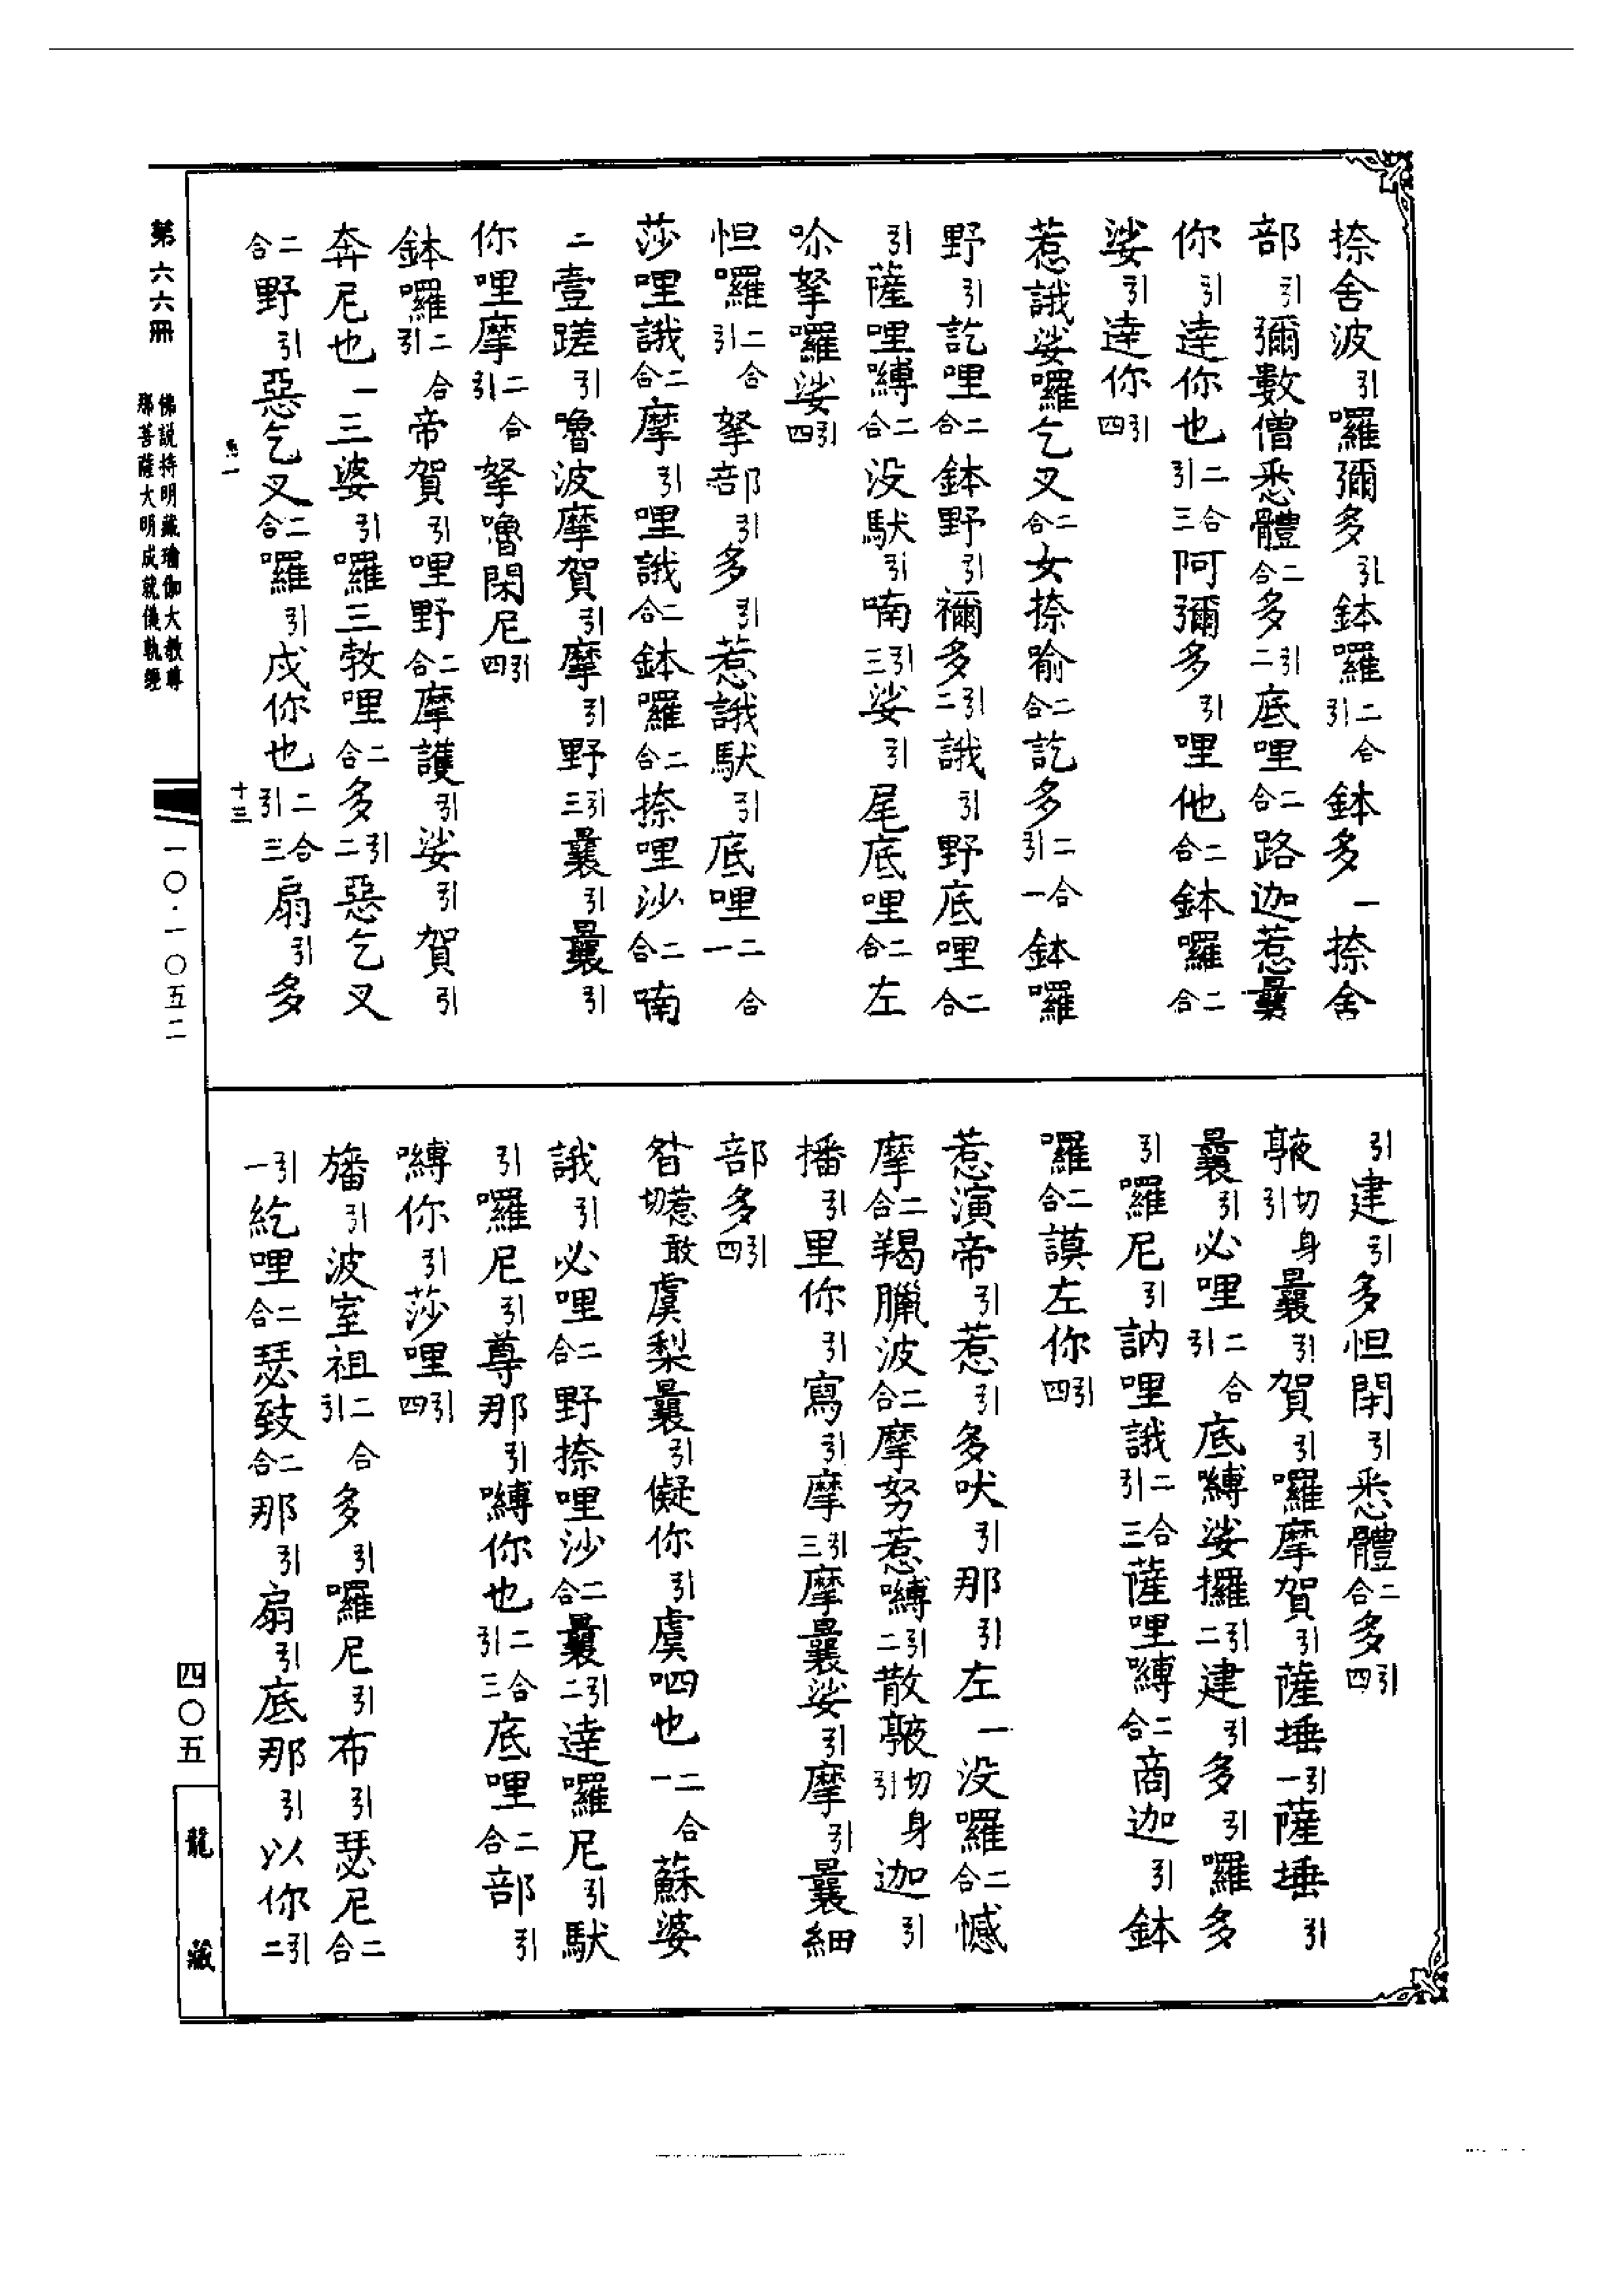 捺舍波引囉彌多引鉢囉二合引鉢多一捺舍
部引彌數僧悉體二合多引二底哩二合路迦惹曩
你引達你也二合引三阿彌多引哩他二合鉢囉二合
娑引達你引四
惹誐娑囉乞叉二合女捺喻二合訖多二合引一鉢囉
野引訖哩二合鉢野引禰多引二誐引野底哩二合
引薩哩嚩二合没馱引喃引三娑引尾底哩二合左
吩拏囉娑引四
怛囉二合引拏部引多引惹誐馱引底哩二合一
莎哩誐二合摩引哩誐二合鉢囉二合捺哩沙二合喃
二壹蹉引嚕波摩賀引摩引野引三曩引曩引
你哩摩二合引拏嚕閑尼引四
鉢囉二合引帝賀引哩野二合摩護引娑引賀引
奔尼也一三婆引囉三敦哩二合多引二惡乞叉
二合野引惡乞叉二合囉引戍你也二合引三扇引多
引建引多怛閉引悉體二合多引四
㪉切身引曩引賀引囉摩賀引薩埵引一薩埵引
曩引必哩二合引底嚩娑攞引二建引多引囉多
引囉尼引訥哩誐二合引三薩哩嚩二合商迦引鉢
囉二合謨左你引四
惹演帝引惹引多吠引那引左一没囉二合憾
摩二合羯臘波二合摩努惹嚩引二散㪉切身引迦引
播引里你引寫引摩引三摩曩娑引摩引曩細
部多引四
昝惹敢切虞梨曩引儗你引虞呬也二合一蘇婆
誐引必哩二合野捺哩沙二合曩引二達囉尼引馱
引囉尼引尊那引嚩你也二合引三底哩二合部引
嚩你引莎哩引四
旛引波室祖二合引多引囉尼引布引瑟尼二合
引一紇哩二合瑟致二合那引扇引底那引以你引二
第六六冊
佛說持明藏瑜伽大教尊
那菩薩大明成就儀軌經
十三
一〇·一〇五二
四〇五
龍藏